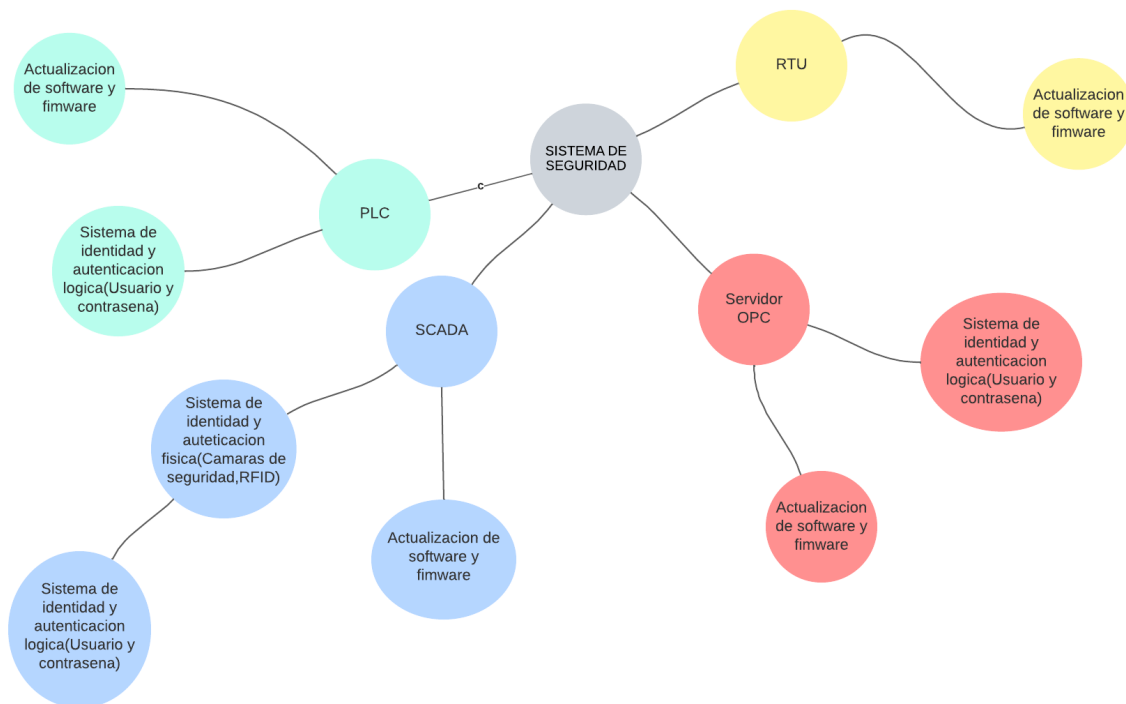 Actualizacion
de software y
fimware
RTU
Actualizacion
de software y
fimware
SISTEMA DE
SEGURIDAD
c
PLC
Sistema de
identidad y
autenticacion
logica(Usuario y
contrasena)
SCADA
Servidor
OPC
Sistema de
identidad y
autenticacion
logica(Usuario y
contrasena)
Sistema de
identidad y
auteticacion
fisica(Camaras de
seguridad,RFID)
Actualizacion de
software y
fimware
Actualizacion
de software y
fimware
Sistema de
identidad y
autenticacion
logica(Usuario y
contrasena)